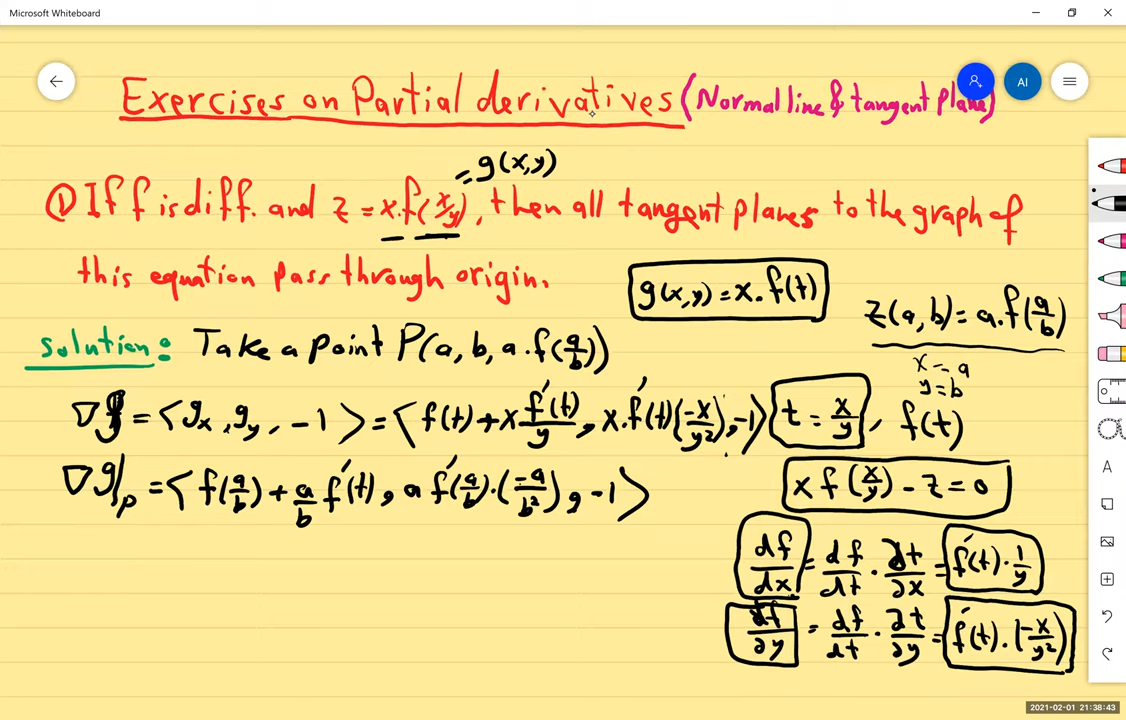 Microsoft Whiteboard
AI
Exercises on Partial derivatives (Normal line & tangent plane)
= g(x,y)
① If f is diff. and z = x.f(x/y), then all tangent planes to the graph of
this equation pass through origin.
g(x,y) = x. f(t)
z(a,b) = a.f(a/b)
x = a
y = b
Solution: Take a point P(a, b, a.f(a/b))
∇g = <gx, gy, -1> = <f(t) + x f'(t)/y, x.f'(t)(-x/y²), -1> t = x/y, f(t)
∇g|p = <f(a/b) + a/b f'(t), a f'(a/b).(-a/b²), -1>
x f(x/y) - z = 0
df/dx = df/dt . ∂t/∂x = f'(t) . 1/y
df/∂y = df/dt . ∂t/∂y = f'(t) . (-x/y²)
A
2021-02-01 21:38:43